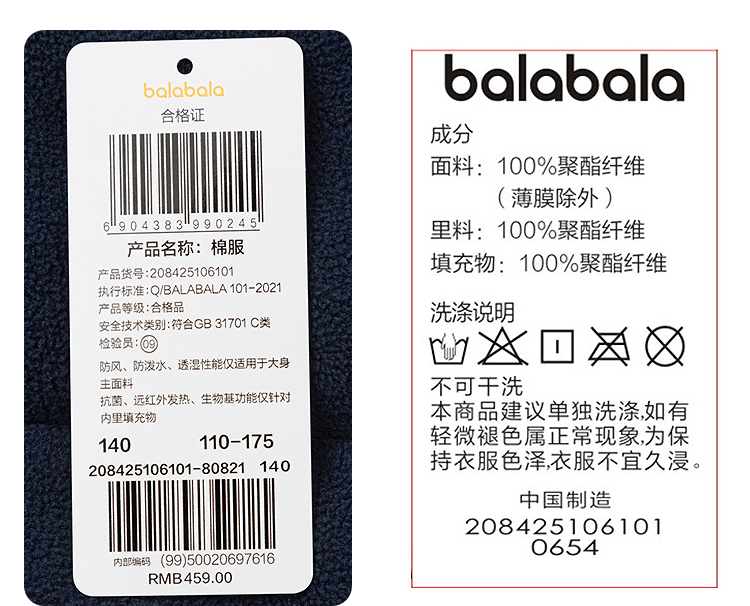 balabala
合格证
6904383990245
产品名称：棉服
产品货号:208425106101
执行标准:Q/BALABALA 101-2021
产品等级:合格品
安全技术类别:符合GB 31701 C类
检验员:09
防风、防泼水、透湿性能仅适用于大身
主面料
抗菌、远红外发热、生物基功能仅针对
内里填充物
140 110-175
208425106101-80821 140
内部编码 (99)50020697616
RMB459.00
balabala
成分
面料：100%聚酯纤维
（薄膜除外）
里料：100%聚酯纤维
填充物：100%聚酯纤维
洗涤说明
不可干洗
本商品建议单独洗涤,如有
轻微褪色属正常现象,为保
持衣服色泽,衣服不宜久浸。
中国制造
208425106101
0654